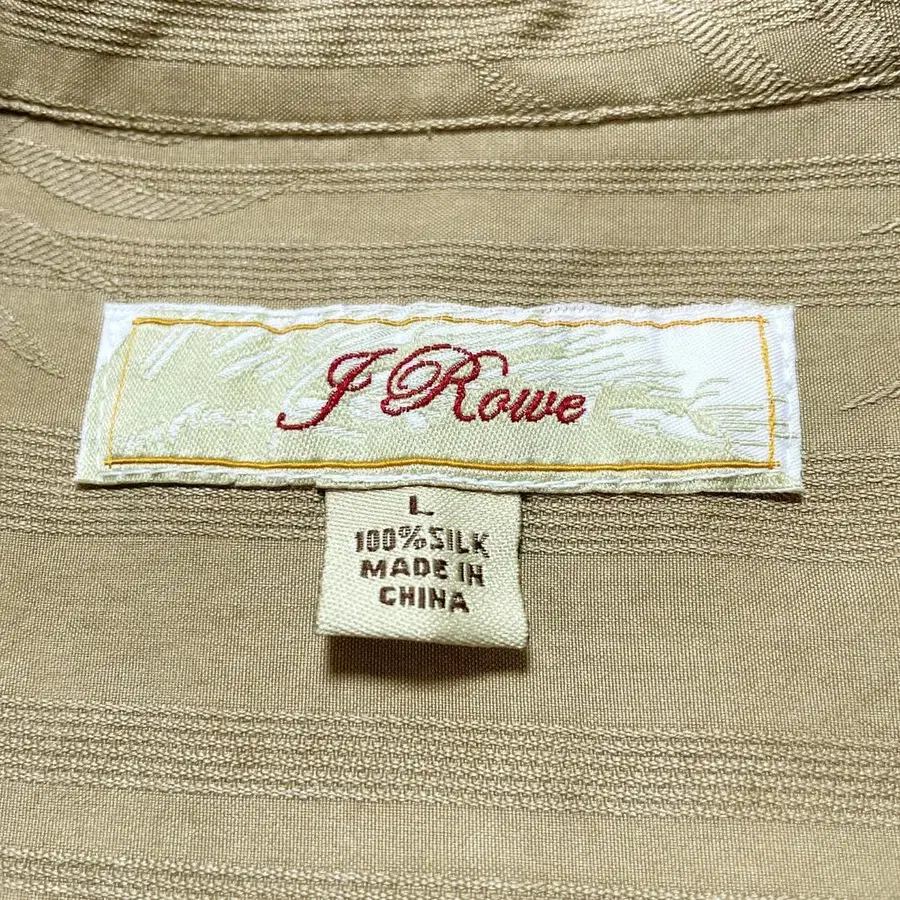 J Rowe
L
100% SILK
MADE IN
CHINA